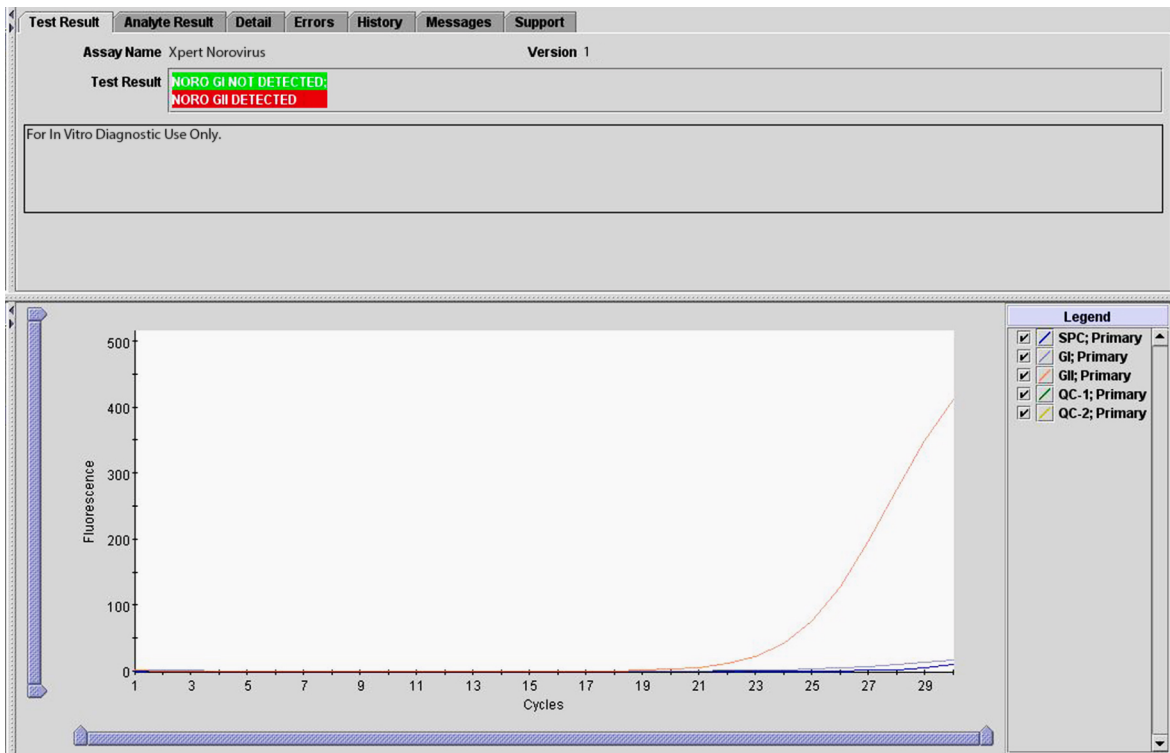 Test Result Analyte Result Detail Errors History Messages Support
Assay Name Xpert Norovirus Version 1
Test Result NORO GI NOT DETECTED;
NORO GII DETECTED
For In Vitro Diagnostic Use Only.
Legend
SPC; Primary
GI; Primary
GII; Primary
QC-1; Primary
QC-2; Primary
500
400
300
200
100
0
Fluorescence
1 3 5 7 9 11 13 15 17 19 21 23 25 27 29
Cycles